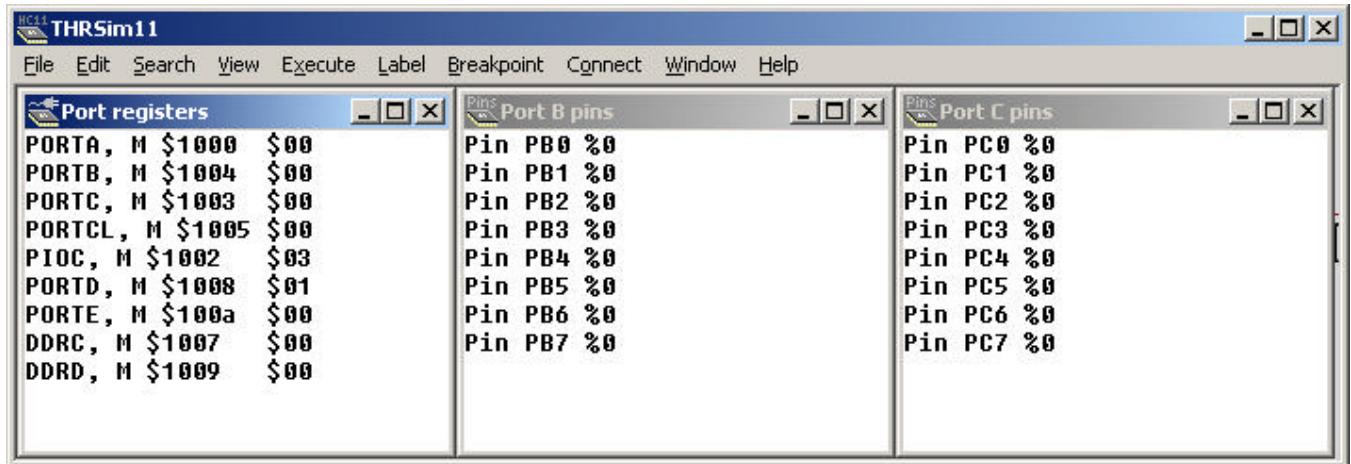 HC11
THRSim11
File Edit Search View Execute Label Breakpoint Connect Window Help
Port registers
PORTA, M $1000 $00
PORTB, M $1004 $00
PORTC, M $1003 $00
PORTCL, M $1005 $00
PIOC, M $1002 $03
PORTD, M $1008 $01
PORTE, M $100a $00
DDRC, M $1007 $00
DDRD, M $1009 $00
Pins
Port B pins
Pin PB0 %0
Pin PB1 %0
Pin PB2 %0
Pin PB3 %0
Pin PB4 %0
Pin PB5 %0
Pin PB6 %0
Pin PB7 %0
Pins
Port C pins
Pin PC0 %0
Pin PC1 %0
Pin PC2 %0
Pin PC3 %0
Pin PC4 %0
Pin PC5 %0
Pin PC6 %0
Pin PC7 %0